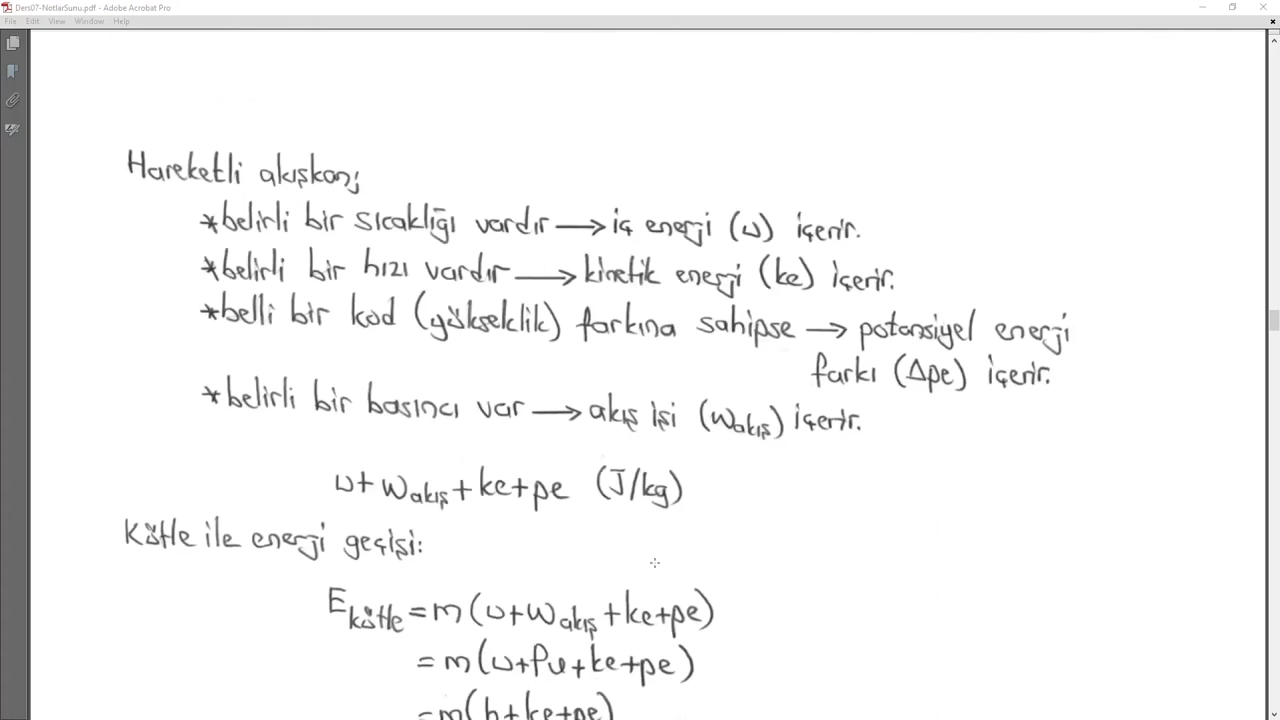 Ders07-NotlarSunu.pdf - Adobe Acrobat Pro
File Edit View Window Help
Hareketli akışkan;
*belirli bir sıcaklığı vardır → iç enerji (u) içerir.
*belirli bir hızı vardır → kinetik enerji (ke) içerir.
*belli bir kod (yükseklik) farkına sahipse → potansiyel enerji
farkı (Δpe) içerir.
*belirli bir basıncı var → akış işi (wakış) içerir.
u+wakış+ke+pe (J/kg)
Kütle ile enerji geçişi:
Ekütle=m(u+wakış+ke+pe)
=m(u+Pv+ke+pe)
=m(h+ke+pe)